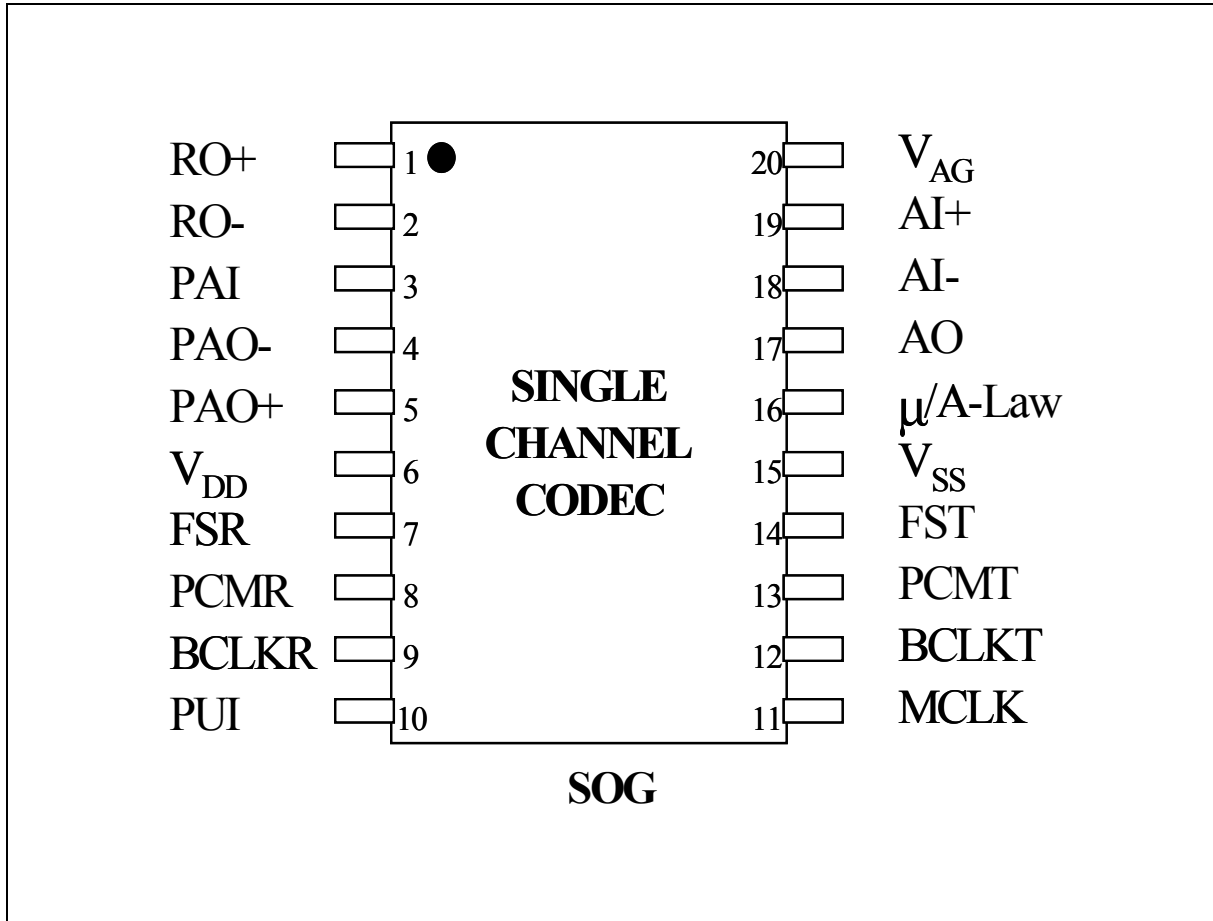 RO+ 1 20 VAG
RO- 2 19 AI+
PAI 3 18 AI-
PAO- 4 17 AO
PAO+ 5 16 μ/A-Law
VDD 6 15 VSS
FSR 7 14 FST
PCMR 8 13 PCMT
BCLKR 9 12 BCLKT
PUI 10 11 MCLK
SINGLE
CHANNEL
CODEC
SOG